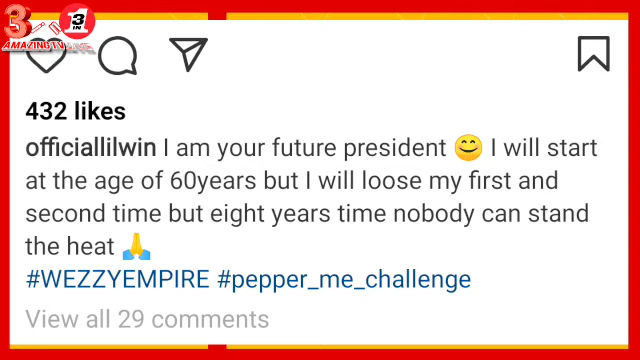 3 3 IN 1
AMAZING TV
432 likes
officiallilwin I am your future president 😊 I will start
at the age of 60years but I will loose my first and
second time but eight years time nobody can stand
the heat 🙏
#WEZZYEMPIRE #pepper_me_challenge
View all 29 comments